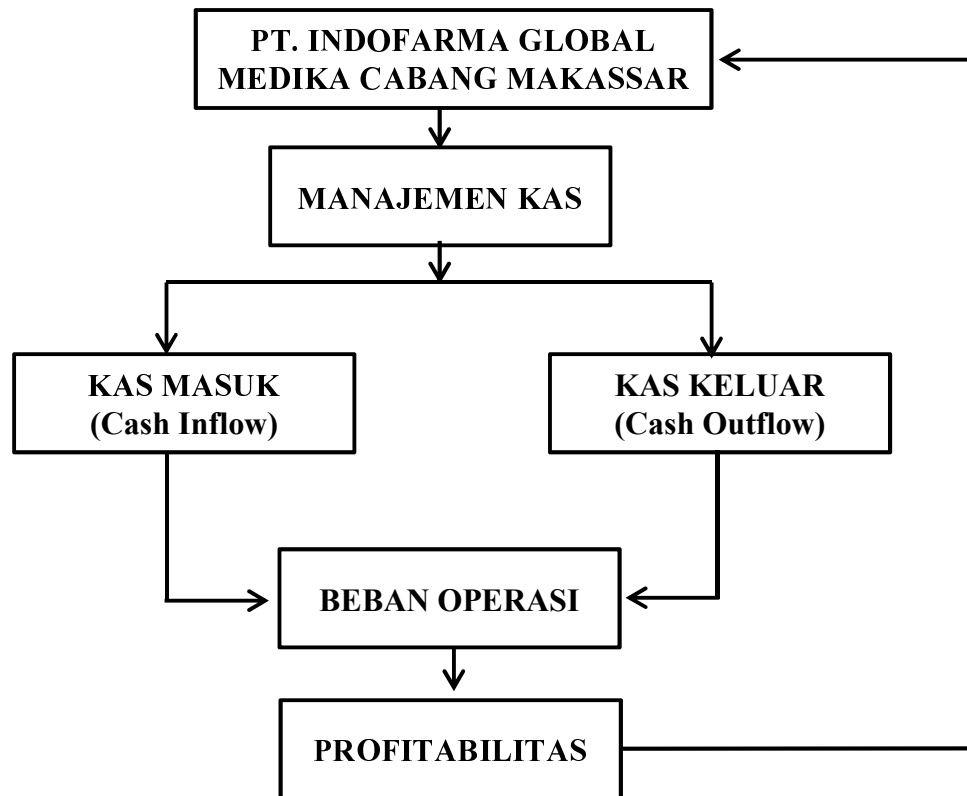 PT. INDOFARMA GLOBAL
MEDIKA CABANG MAKASSAR
MANAJEMEN KAS
KAS MASUK
(Cash Inflow)
KAS KELUAR
(Cash Outflow)
BEBAN OPERASI
PROFITABILITAS